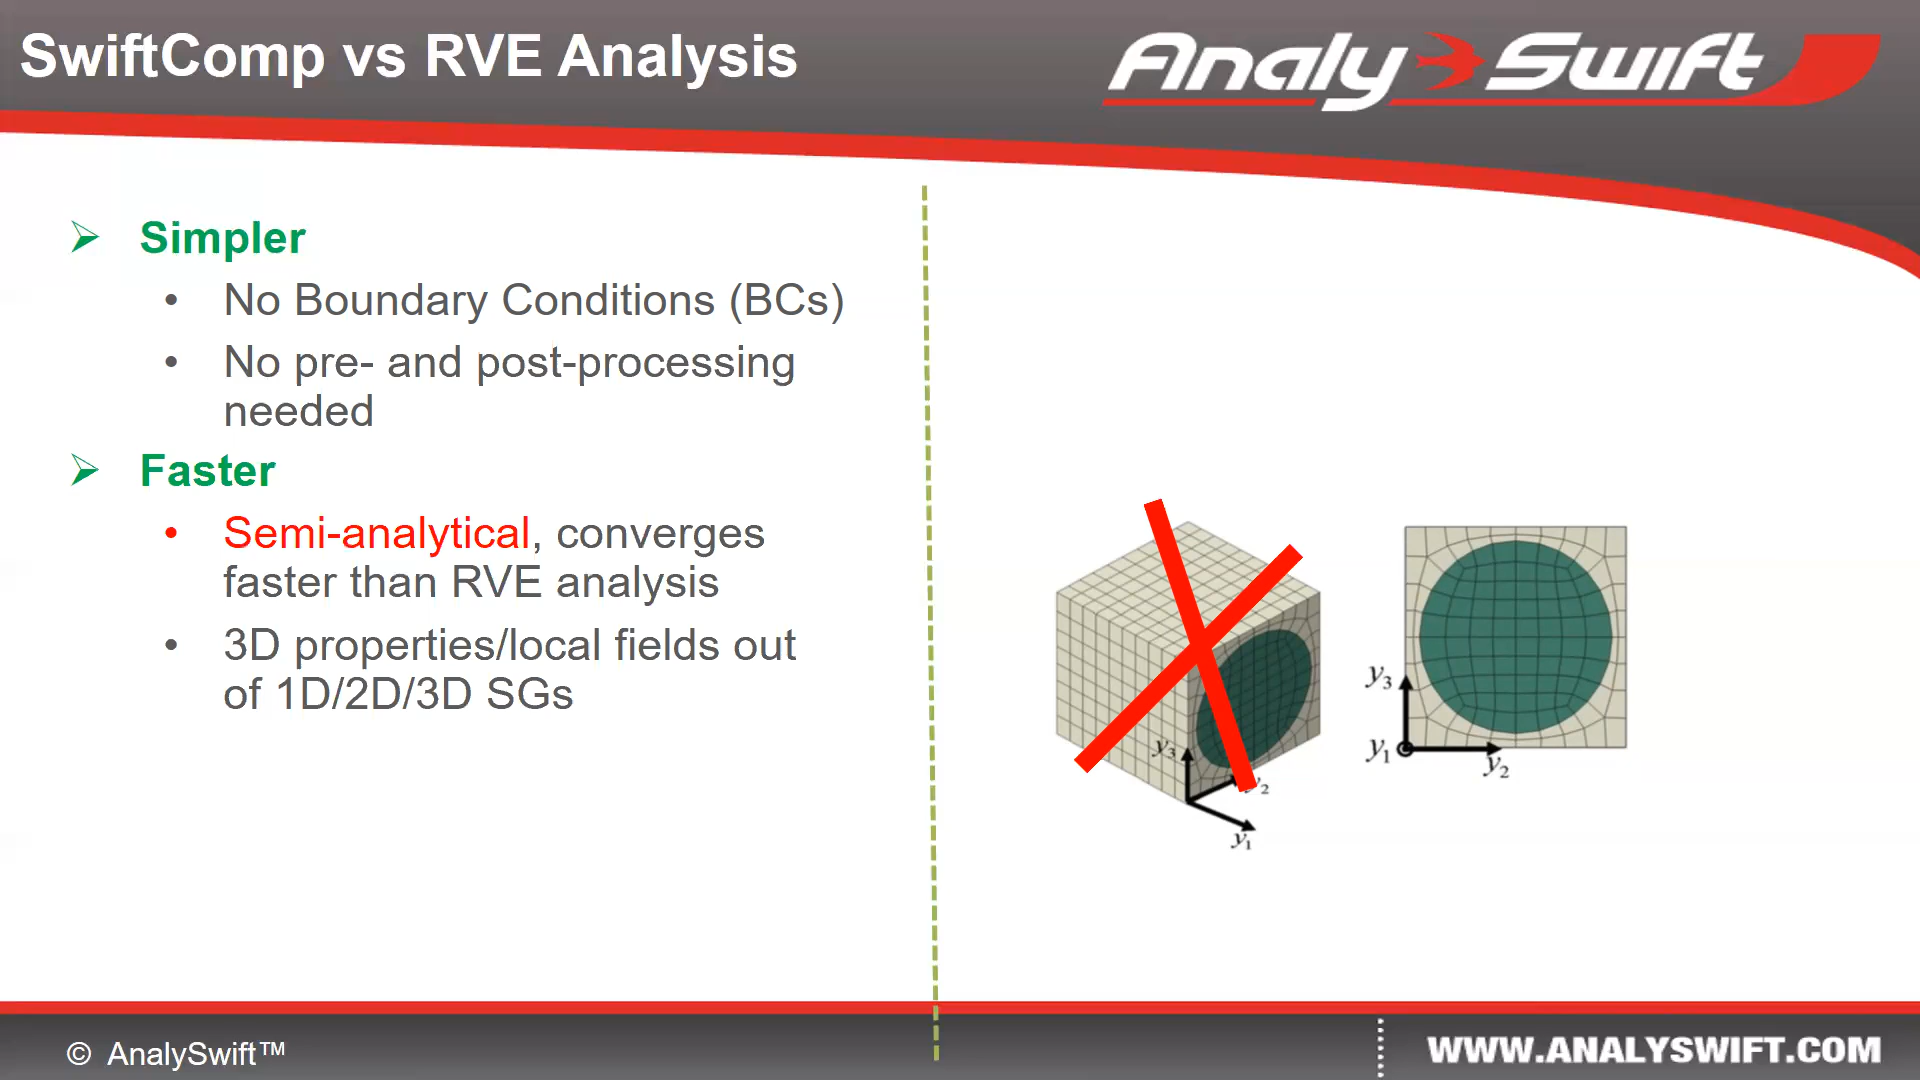 SwiftComp vs RVE Analysis
AnalySwift
➢ Simpler
• No Boundary Conditions (BCs)
• No pre- and post-processing
needed
➢ Faster
• Semi-analytical, converges
faster than RVE analysis
• 3D properties/local fields out
of 1D/2D/3D SGs
y3
y2
y1
y3
y1
y2
© AnalySwift™
WWW.ANALYSWIFT.COM